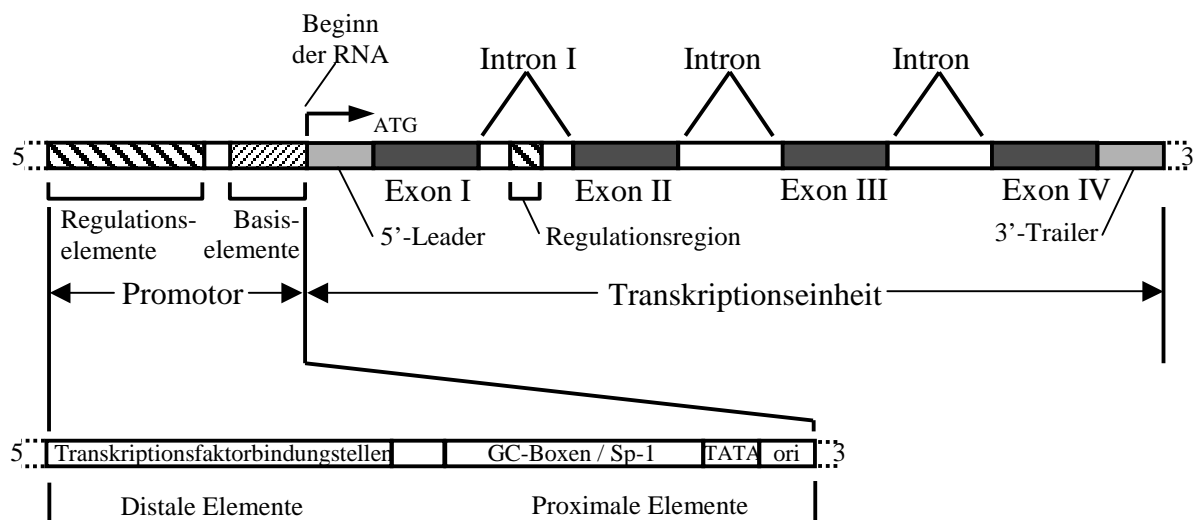 Beginn
der RNA
Intron I
Intron
Intron
ATG
5
3
Exon I
Exon II
Exon III
Exon IV
Regulations-
elemente
Basis-
elemente
5’-Leader
Regulationsregion
3’-Trailer
Promotor
Transkriptionseinheit
5
Transkriptionsfaktorbindungstellen
GC-Boxen / Sp-1
TATA
ori
3
Distale Elemente
Proximale Elemente